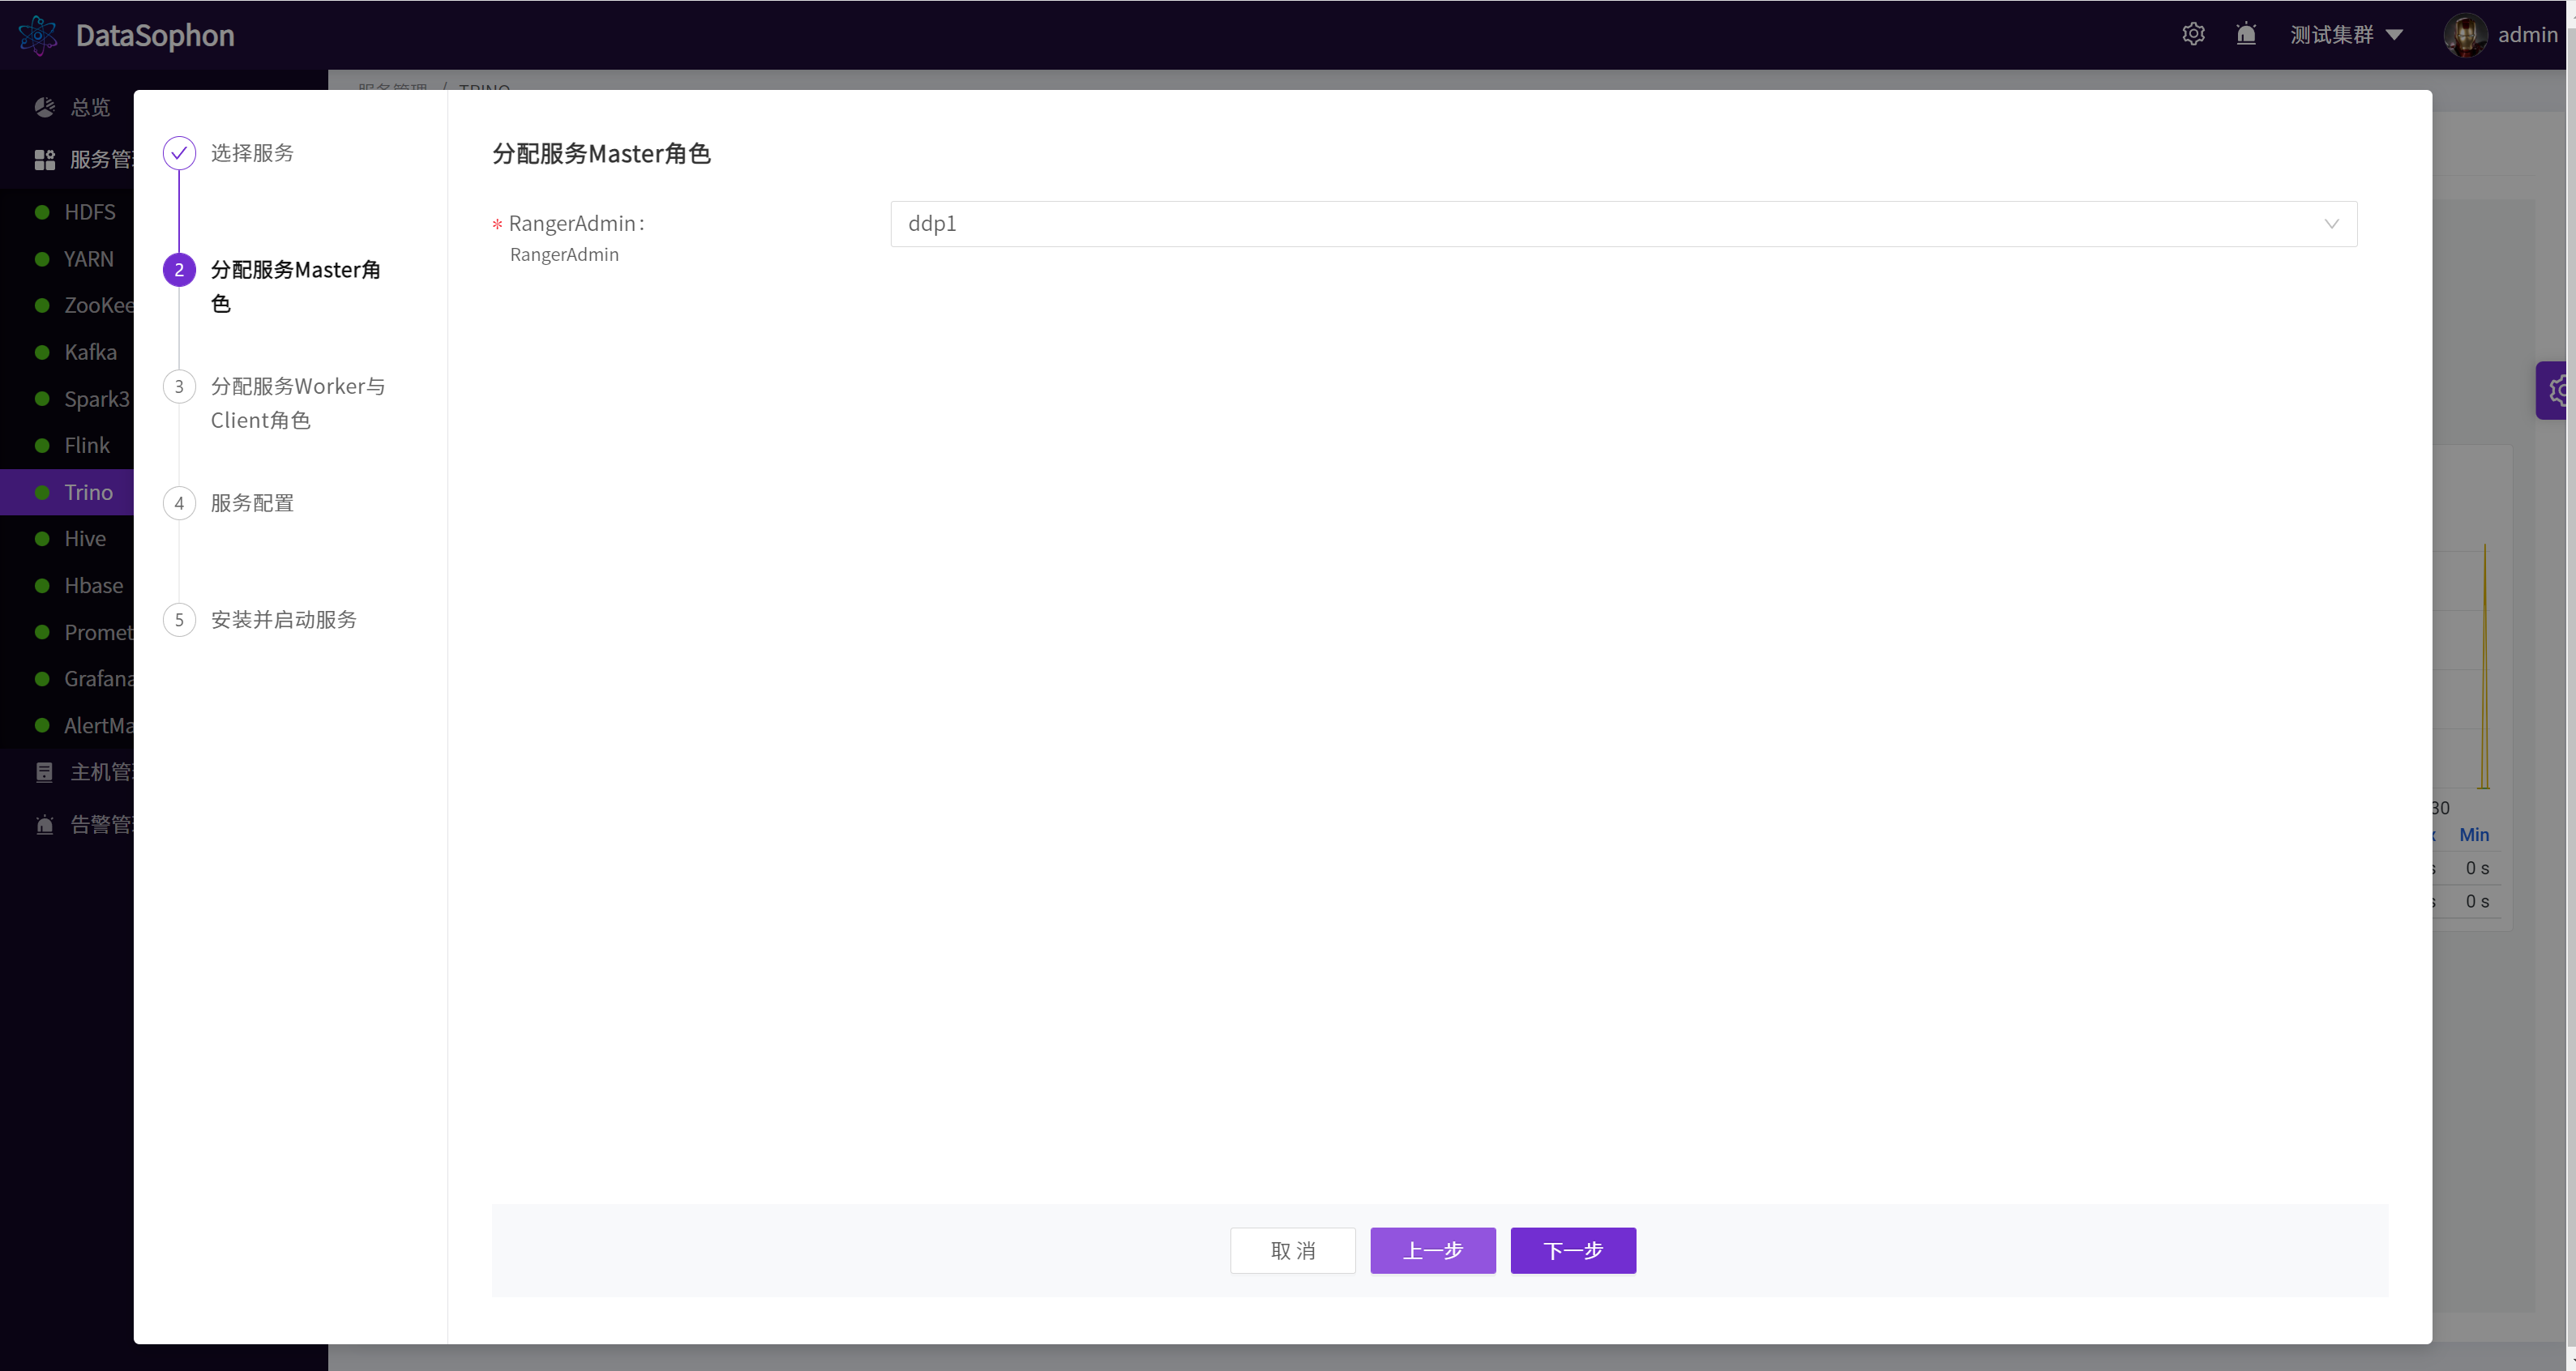 DataSophon
测试集群
admin
服务管理 / TRINO
总览
服务管
HDFS
YARN
ZooKee
Kafka
Spark3
Flink
Trino
Hive
Hbase
Promet
Grafana
AlertMa
主机管
告警管
选择服务
2
分配服务Master角
色
3
分配服务Worker与
Client角色
4
服务配置
5
安装并启动服务
分配服务Master角色
* RangerAdmin :
RangerAdmin
ddp1
取 消
上一步
下一步
30
Min
0 s
0 s